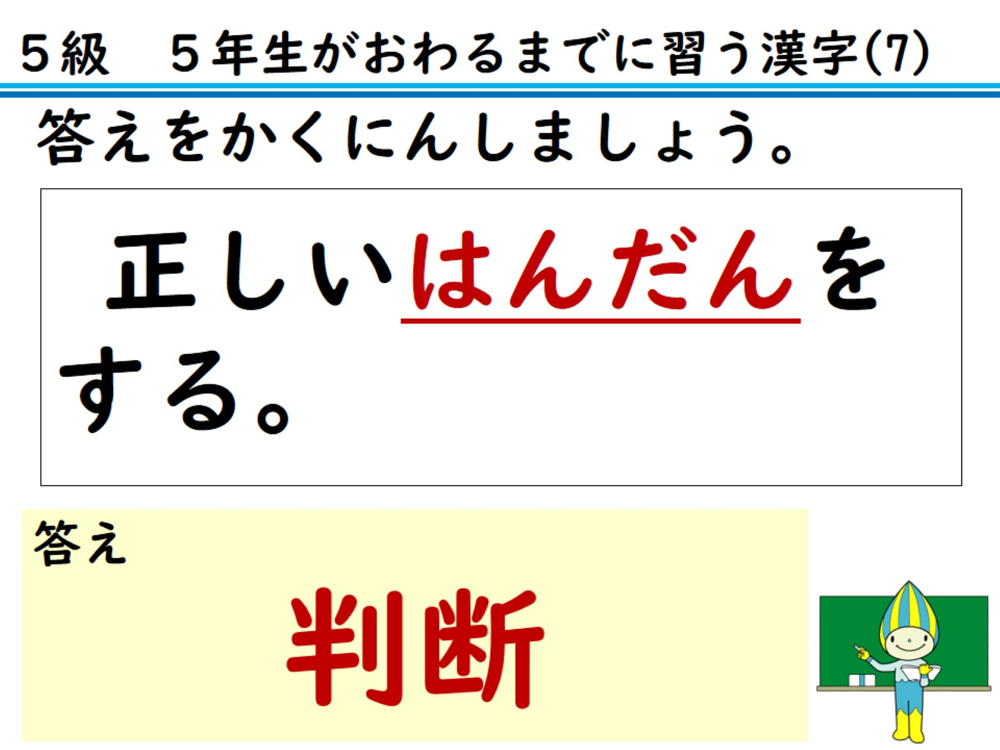 ５級　５年生がおわるまでに習う漢字(7)
答えをかくにんしましょう。
正しいはんだんを
する。
答え
判断